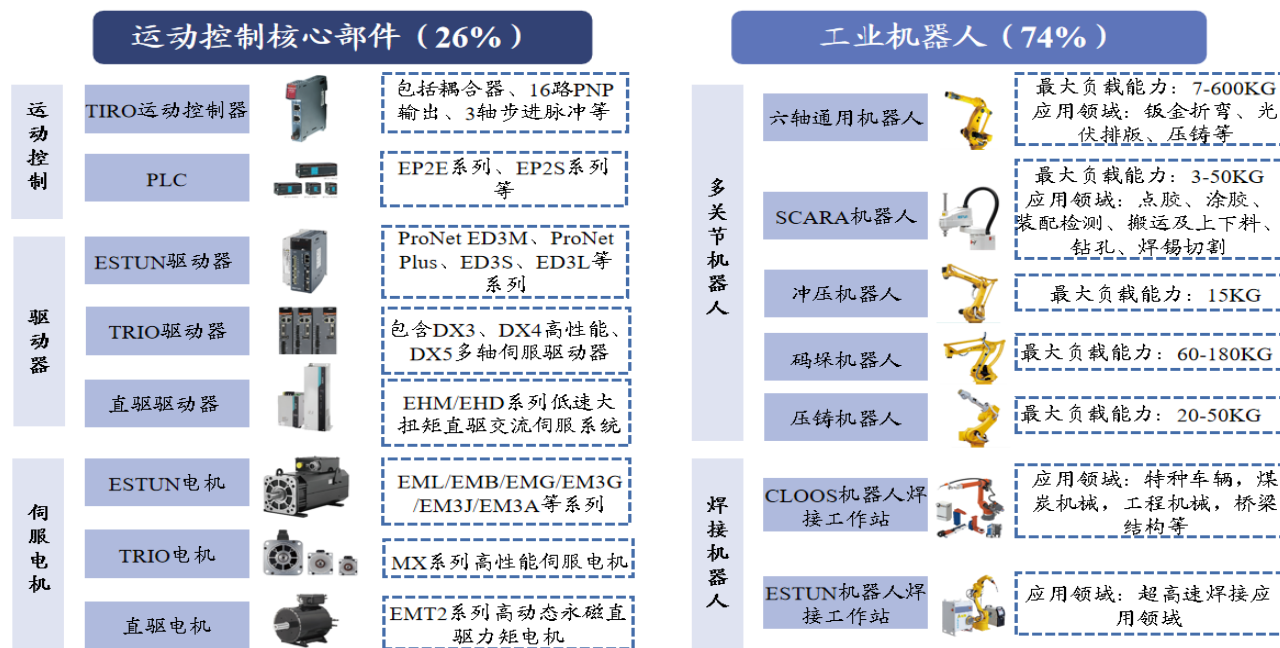 运动控制核心部件（26%）
运动控制
TIRO运动控制器
包括耦合器、16路PNP
输出、3轴步进脉冲等
PLC
EP2E系列、EP2S系列
等
驱动器
ESTUN驱动器
ProNet ED3M、ProNet
Plus、ED3S、ED3L等
系列
TRIO驱动器
包含DX3、DX4高性能、
DX5多轴伺服驱动器
直驱驱动器
EHM/EHD系列低速大
扭矩直驱交流伺服系统
伺服电机
ESTUN电机
EML/EMB/EMG/EM3G
/EM3J/EM3A等系列
TRIO电机
MX系列高性能伺服电机
直驱电机
EMT2系列高动态永磁直
驱力矩电机
工业机器人（74%）
多关节机器人
六轴通用机器人
最大负载能力：7-600KG
应用领域：钣金折弯、光
伏排版、压铸等
SCARA机器人
最大负载能力：3-50KG
应用领域：点胶、涂胶、
装配检测、搬运及上下料、
钻孔、焊锡切割
冲压机器人
最大负载能力：15KG
码垛机器人
最大负载能力：60-180KG
压铸机器人
最大负载能力：20-50KG
焊接机器人
CLOOS机器人焊
接工作站
应用领域：特种车辆，煤
炭机械，工程机械，桥梁
结构等
ESTUN机器人焊
接工作站
应用领域：超高速焊接应
用领域